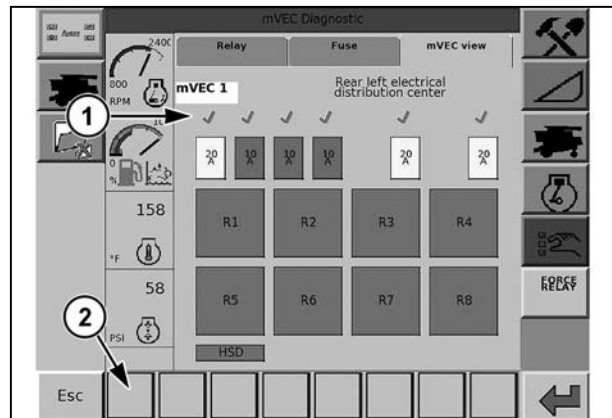 mVEC Diagnostic
2400
800
RPM
Relay
Fuse
mVEC view
mVEC 1
Rear left electrical
distribution center
1
%
20
A
10
A
10
A
10
A
20
A
20
A
158
°F
R1
R2
R3
R4
58
PSI
R5
R6
R7
R8
HSD
FORCE
RELAY
2
Esc